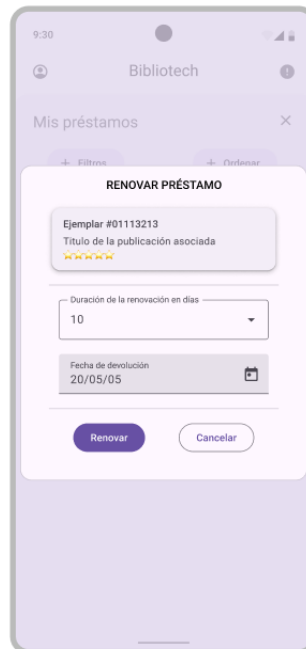 9:30
Bibliotech
Mis préstamos
+ Filtros
+ Ordenar
RENOVAR PRÉSTAMO
Ejemplar #01113213
Titulo de la publicación asociada
Duración de la renovación en días
10
Fecha de devolución
20/05/05
Renovar
Cancelar